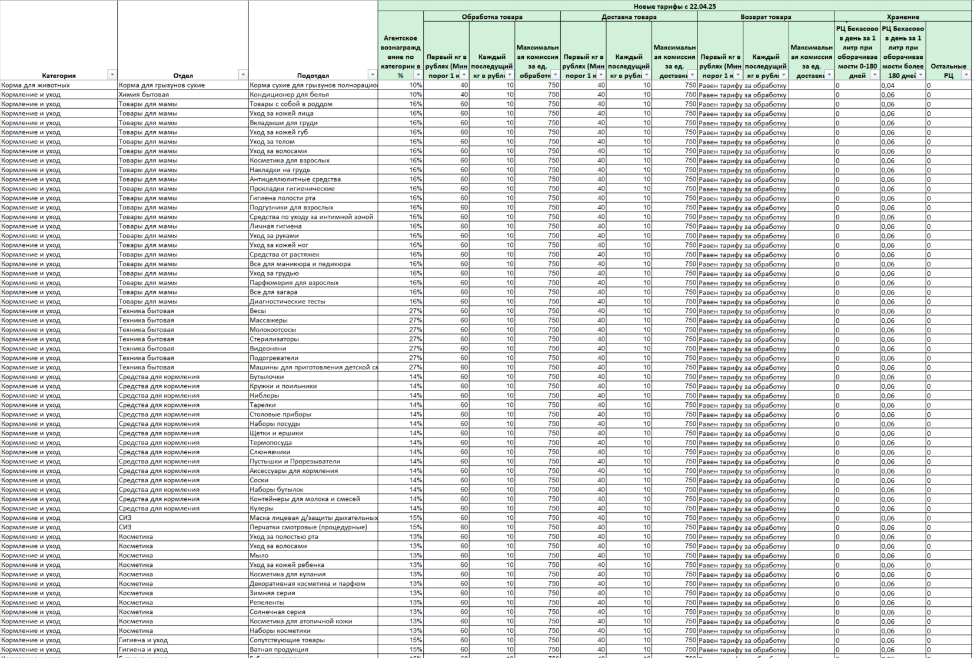 Новые тарифы с 22.04.25
Обработка товара Доставка товара Возврат товара Хранение
Категория Отдел Подотдел Агентское вознагражд ение по категории в % Первый кг в рублях (Мин порог 1 к Каждый последующий кг в рубл Максимальн ая комиссия за ед. обработк Первый кг в рублях (Мин порог 1 к Каждый последующий кг в рубл Максимальн ая комиссия за ед. доставк Первый кг в рублях (Мин порог 1 к Каждый последующий кг в рубл Максимальн ая комиссия за ед. доставк РЦ Бекасово в день за 1 литр при оборачивае мости 0-180 дней РЦ Бекасово в день за 1 литр при оборачивае мости более 180 дней Остальные РЦ
Корма для животных Корма для грызунов сухие Корма сухие для грызунов полнорацион 10% 40 10 750 40 10 750 Равен тарифу за обработку 0 0,04 0
Кормление и уход Химия бытовая Кондиционер для белья 10% 40 10 750 40 10 750 Равен тарифу за обработку 0 0,06 0
Кормление и уход Товары для мамы Товары с собой в роддом 16% 60 10 750 40 10 750 Равен тарифу за обработку 0 0,06 0
Кормление и уход Товары для мамы Уход за кожей лица 16% 60 10 750 40 10 750 Равен тарифу за обработку 0 0,06 0
Кормление и уход Товары для мамы Вкладыши для груди 16% 60 10 750 40 10 750 Равен тарифу за обработку 0 0,06 0
Кормление и уход Товары для мамы Уход за кожей губ 16% 60 10 750 40 10 750 Равен тарифу за обработку 0 0,06 0
Кормление и уход Товары для мамы Уход за телом 16% 60 10 750 40 10 750 Равен тарифу за обработку 0 0,06 0
Кормление и уход Товары для мамы Уход за волосами 16% 60 10 750 40 10 750 Равен тарифу за обработку 0 0,06 0
Кормление и уход Товары для мамы Косметика для взрослых 16% 60 10 750 40 10 750 Равен тарифу за обработку 0 0,06 0
Кормление и уход Товары для мамы Накладки на грудь 16% 60 10 750 40 10 750 Равен тарифу за обработку 0 0,06 0
Кормление и уход Товары для мамы Антицеллюлитные средства 16% 60 10 750 40 10 750 Равен тарифу за обработку 0 0,06 0
Кормление и уход Товары для мамы Прокладки гигиенические 16% 60 10 750 40 10 750 Равен тарифу за обработку 0 0,06 0
Кормление и уход Товары для мамы Гигиена полости рта 16% 60 10 750 40 10 750 Равен тарифу за обработку 0 0,06 0
Кормление и уход Товары для мамы Подгузники для взрослых 16% 60 10 750 40 10 750 Равен тарифу за обработку 0 0,06 0
Кормление и уход Товары для мамы Средства по уходу за интимной зоной 16% 60 10 750 40 10 750 Равен тарифу за обработку 0 0,06 0
Кормление и уход Товары для мамы Личная гигиена 16% 60 10 750 40 10 750 Равен тарифу за обработку 0 0,06 0
Кормление и уход Товары для мамы Уход за руками 16% 60 10 750 40 10 750 Равен тарифу за обработку 0 0,06 0
Кормление и уход Товары для мамы Уход за кожей ног 16% 60 10 750 40 10 750 Равен тарифу за обработку 0 0,06 0
Кормление и уход Товары для мамы Средства от растяжек 16% 60 10 750 40 10 750 Равен тарифу за обработку 0 0,06 0
Кормление и уход Товары для мамы Все для маникюра и педикюра 16% 60 10 750 40 10 750 Равен тарифу за обработку 0 0,06 0
Кормление и уход Товары для мамы Уход за грудью 16% 60 10 750 40 10 750 Равен тарифу за обработку 0 0,06 0
Кормление и уход Товары для мамы Парфюмерия для взрослых 16% 60 10 750 40 10 750 Равен тарифу за обработку 0 0,06 0
Кормление и уход Товары для мамы Все для загара 16% 60 10 750 40 10 750 Равен тарифу за обработку 0 0,06 0
Кормление и уход Товары для мамы Диагностические тесты 16% 60 10 750 40 10 750 Равен тарифу за обработку 0 0,06 0
Кормление и уход Техника бытовая Весы 27% 60 10 750 40 10 750 Равен тарифу за обработку 0 0,06 0
Кормление и уход Техника бытовая Массажеры 27% 60 10 750 40 10 750 Равен тарифу за обработку 0 0,06 0
Кормление и уход Техника бытовая Молокоотсосы 27% 60 10 750 40 10 750 Равен тарифу за обработку 0 0,06 0
Кормление и уход Техника бытовая Стерилизаторы 27% 60 10 750 40 10 750 Равен тарифу за обработку 0 0,06 0
Кормление и уход Техника бытовая Видеоняни 27% 60 10 750 40 10 750 Равен тарифу за обработку 0 0,06 0
Кормление и уход Техника бытовая Подогреватели 27% 60 10 750 40 10 750 Равен тарифу за обработку 0 0,06 0
Кормление и уход Техника бытовая Машины для приготовления детской см 27% 60 10 750 40 10 750 Равен тарифу за обработку 0 0,06 0
Кормление и уход Средства для кормления Бутылочки 14% 60 10 750 40 10 750 Равен тарифу за обработку 0 0,06 0
Кормление и уход Средства для кормления Кружки и поильники 14% 60 10 750 40 10 750 Равен тарифу за обработку 0 0,06 0
Кормление и уход Средства для кормления Ниблеры 14% 60 10 750 40 10 750 Равен тарифу за обработку 0 0,06 0
Кормление и уход Средства для кормления Тарелки 14% 60 10 750 40 10 750 Равен тарифу за обработку 0 0,06 0
Кормление и уход Средства для кормления Столовые приборы 14% 60 10 750 40 10 750 Равен тарифу за обработку 0 0,06 0
Кормление и уход Средства для кормления Наборы посуды 14% 60 10 750 40 10 750 Равен тарифу за обработку 0 0,06 0
Кормление и уход Средства для кормления Щетки и ершики 14% 60 10 750 40 10 750 Равен тарифу за обработку 0 0,06 0
Кормление и уход Средства для кормления Термопосуда 14% 60 10 750 40 10 750 Равен тарифу за обработку 0 0,06 0
Кормление и уход Средства для кормления Слюнявчики 14% 60 10 750 40 10 750 Равен тарифу за обработку 0 0,06 0
Кормление и уход Средства для кормления Пустышки и Прорезыватели 14% 60 10 750 40 10 750 Равен тарифу за обработку 0 0,06 0
Кормление и уход Средства для кормления Аксессуары для кормления 14% 60 10 750 40 10 750 Равен тарифу за обработку 0 0,06 0
Кормление и уход Средства для кормления Соски 14% 60 10 750 40 10 750 Равен тарифу за обработку 0 0,06 0
Кормление и уход Средства для кормления Наборы бутылок 14% 60 10 750 40 10 750 Равен тарифу за обработку 0 0,06 0
Кормление и уход Средства для кормления Контейнеры для молока и смесей 14% 60 10 750 40 10 750 Равен тарифу за обработку 0 0,06 0
Кормление и уход Средства для кормления Кулеры 14% 60 10 750 40 10 750 Равен тарифу за обработку 0 0,06 0
Кормление и уход СИЗ Маска лицевая д/защиты дыхательных 15% 60 10 750 40 10 750 Равен тарифу за обработку 0 0,06 0
Кормление и уход СИЗ Перчатки смотровые (процедурные) 15% 60 10 750 40 10 750 Равен тарифу за обработку 0 0,06 0
Кормление и уход Косметика Уход за полостью рта 13% 60 10 750 40 10 750 Равен тарифу за обработку 0 0,06 0
Кормление и уход Косметика Уход за волосами 13% 60 10 750 40 10 750 Равен тарифу за обработку 0 0,06 0
Кормление и уход Косметика Мыло 13% 60 10 750 40 10 750 Равен тарифу за обработку 0 0,06 0
Кормление и уход Косметика Уход за кожей ребенка 13% 60 10 750 40 10 750 Равен тарифу за обработку 0 0,06 0
Кормление и уход Косметика Косметика для купания 13% 60 10 750 40 10 750 Равен тарифу за обработку 0 0,06 0
Кормление и уход Косметика Декоративная косметика и парфюм 13% 60 10 750 40 10 750 Равен тарифу за обработку 0 0,06 0
Кормление и уход Косметика Зимняя серия 13% 60 10 750 40 10 750 Равен тарифу за обработку 0 0,06 0
Кормление и уход Косметика Репеленты 13% 60 10 750 40 10 750 Равен тарифу за обработку 0 0,06 0
Кормление и уход Косметика Солнечная серия 13% 60 10 750 40 10 750 Равен тарифу за обработку 0 0,06 0
Кормление и уход Косметика Косметика для атопичной кожи 13% 60 10 750 40 10 750 Равен тарифу за обработку 0 0,06 0
Кормление и уход Косметика Наборы косметики 13% 60 10 750 40 10 750 Равен тарифу за обработку 0 0,06 0
Кормление и уход Гигиена и уход Сопутствующие товары 15% 60 10 750 40 10 750 Равен тарифу за обработку 0 0,06 0
Кормление и уход Гигиена и уход Ватная продукция 15% 60 10 750 40 10 750 Равен тарифу за обработку 0 0,06 0